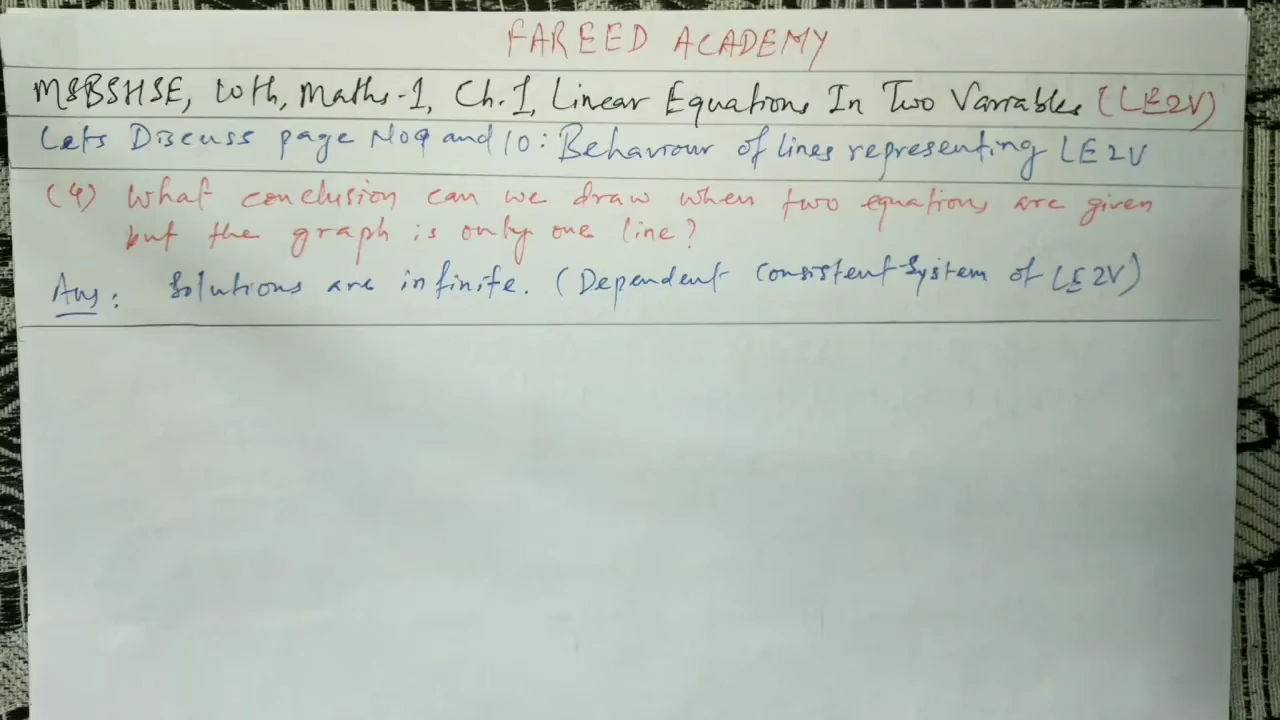 FAREED ACADEMY
MSBSHSE, 10th, Maths-1, Ch.1, Linear Equations In Two Variables (LE2V)
Lets Discuss page No9 and 10: Behaviour of lines representing LE2V
(4) What conclusion can we draw when two equations are given
but the graph is only one line?
Ans: Solutions are infinite. (Dependent Consistent System of LE2V)